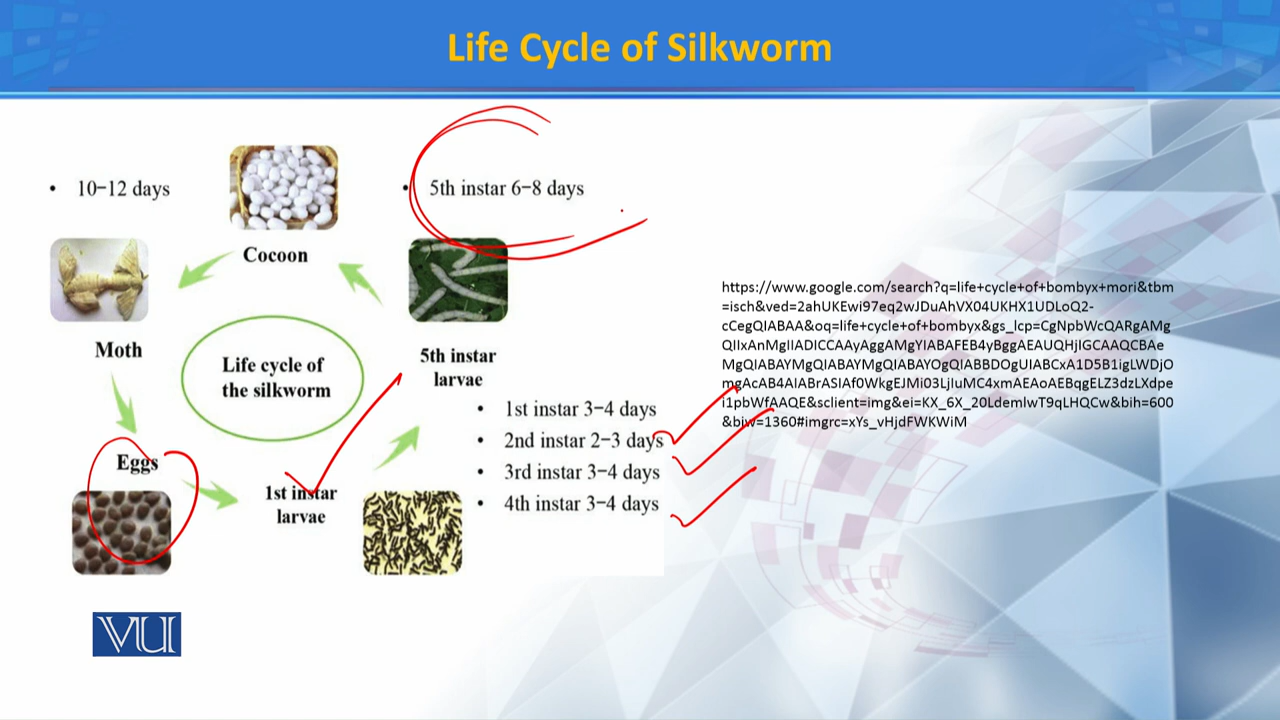 Life Cycle of Silkworm
• 10−12 days
• 5th instar 6−8 days
Cocoon
Moth
Life cycle of
the silkworm
5th instar
larvae
• 1st instar 3−4 days
• 2nd instar 2−3 days
• 3rd instar 3−4 days
• 4th instar 3−4 days
Eggs
1st instar
larvae
https://www.google.com/search?q=life+cycle+of+bombyx+mori&tbm
=isch&ved=2ahUKEwi97eq2wJDuAhVX04UKHX1UDLoQ2-
cCegQIABAA&oq=life+cycle+of+bombyx&gs_lcp=CgNpbWcQARgAMg
QIIxAnMgIIADICCAAyAggAMgYIABAFEB4yBggAEAUQHjIGCAAQCBAe
MgQIABAYMgQIABAYMgQIABAYOgQIABBDOgUIABCxA1D5B1igLWDjO
mgAcAB4AIABrASIAf0WkgEJMi03LjIuMC4xmAEAoAEBqgELZ3dzLXdpe
i1pbWfAAQE&sclient=img&ei=KX_6X_20LdemlwT9qLHQCw&bih=600
&biw=1360#imgrc=xYs_vHjdFWKWiM
VU